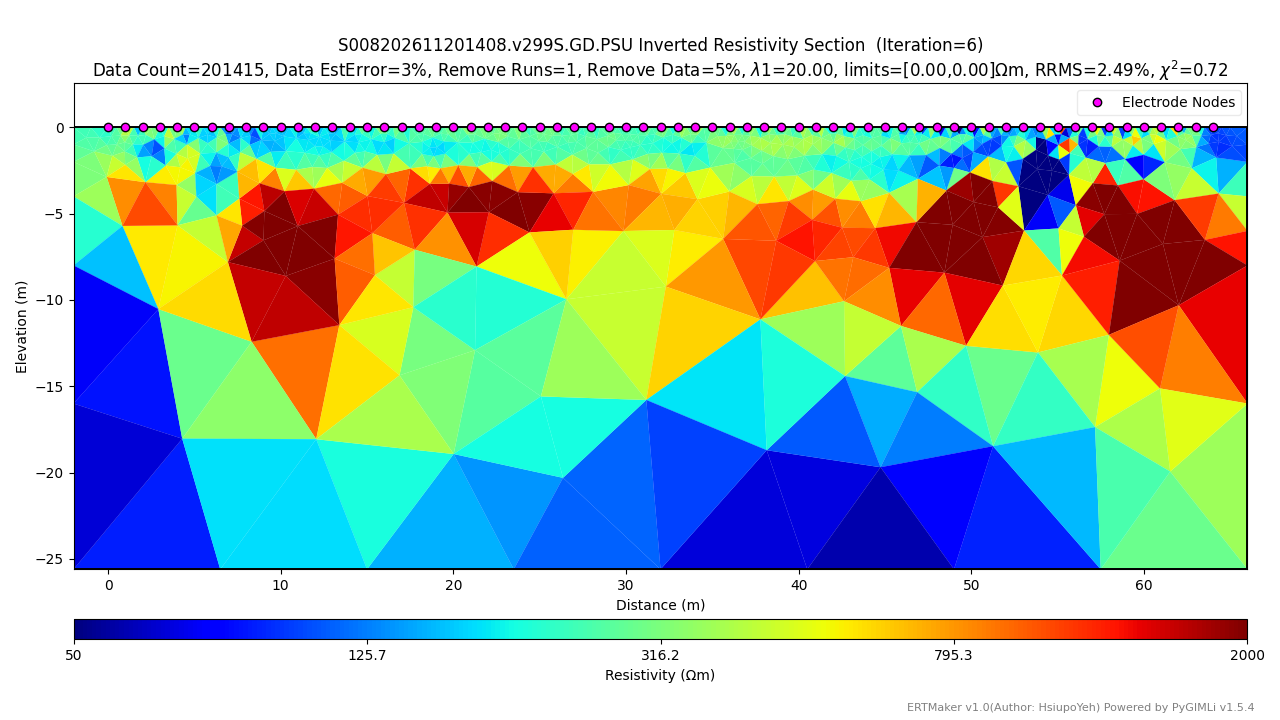 S008202611201408.v299S.GD.PSU Inverted Resistivity Section  (Iteration=6)
Data Count=201415, Data EstError=3%, Remove Runs=1, Remove Data=5%, λ1=20.00, limits=[0.00,0.00]Ωm, RRMS=2.49%, χ²=0.72
Electrode Nodes
0
−5
−10
−15
−20
−25
Elevation (m)
0 10 20 30 40 50 60
Distance (m)
50 125.7 316.2 795.3 2000
Resistivity (Ωm)
ERTMaker v1.0(Author: HsiupoYeh) Powered by PyGIMLi v1.5.4